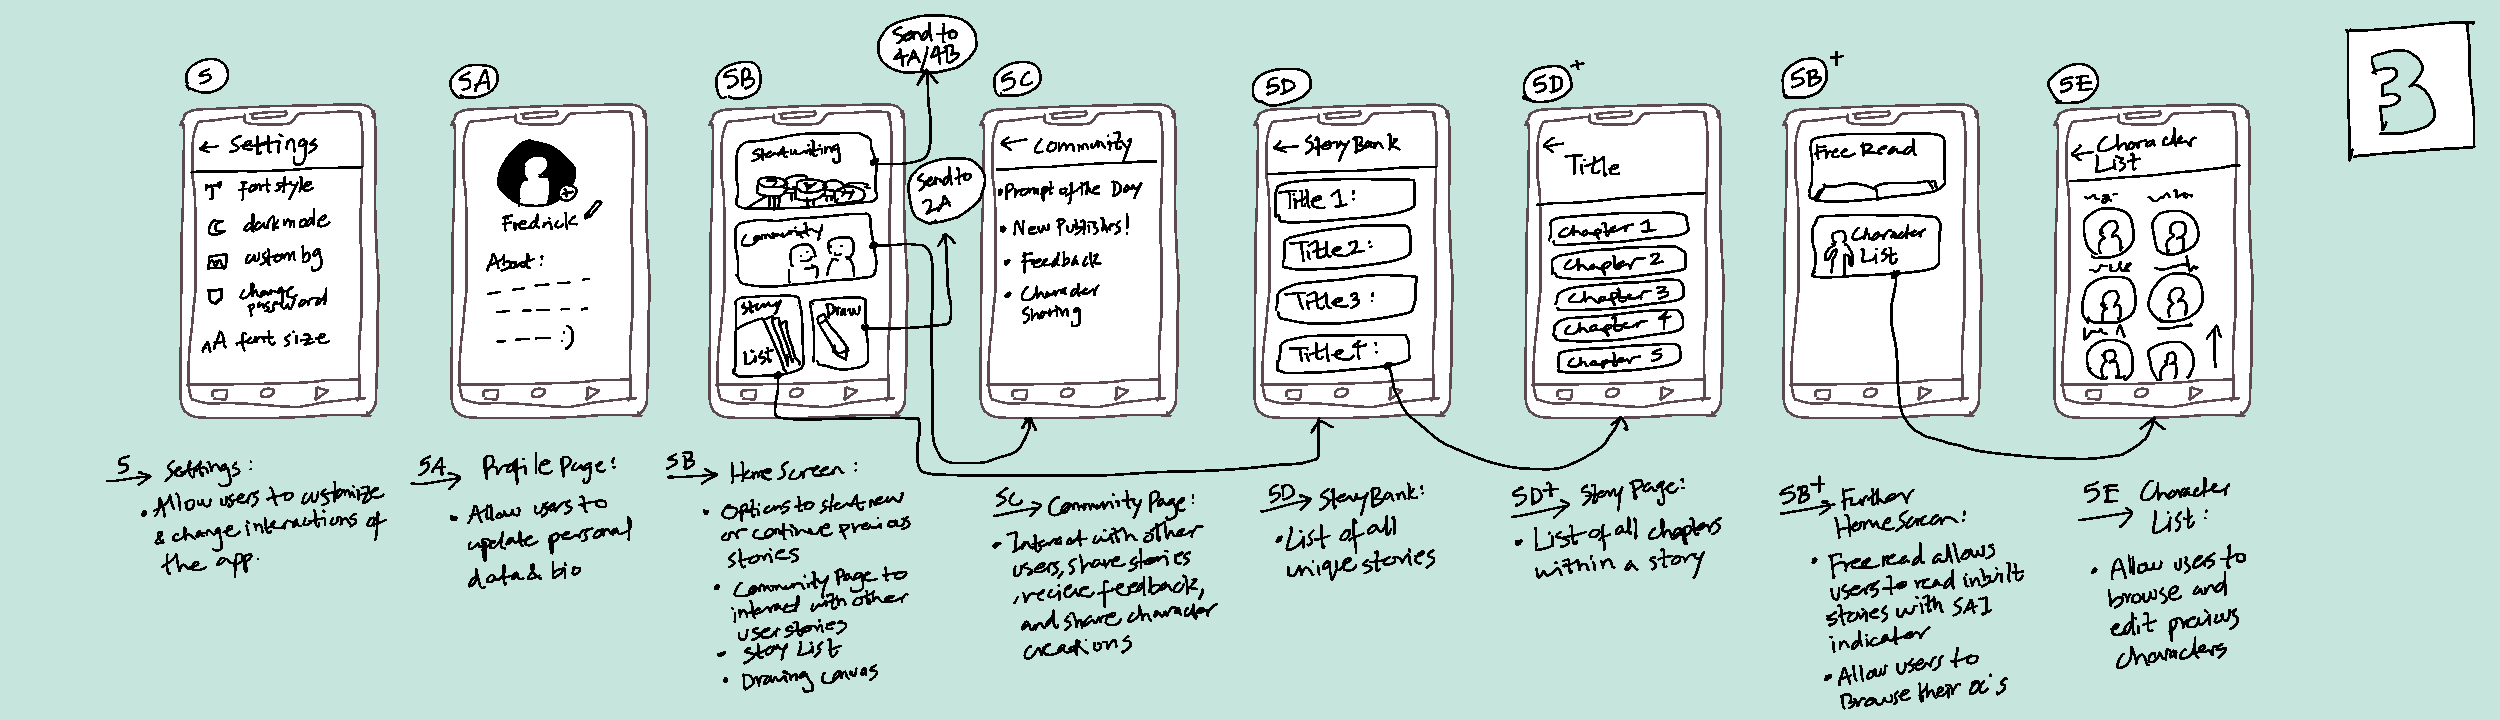 3
Send to
4A/4B
5
← Settings
font style
dark mode
custom bg
change
password
AA font size
5A
Fredrick
About:
:)
5B
Start writing
Community
Story
List
Draw
Send to
2A
5C
← Community
• Prompt of the Day
• New Publishes!
• Feedback
• Character
Sharing
5D
← Story Bank
Title 1:
Title 2:
Title 3:
Title 4:
5D+
←
Title
Chapter 1
Chapter 2
Chapter 3
Chapter 4
Chapter 5
5B+
Free Read
Character
List
5E
← Character
List
5 → Settings:
• Allow users to customize
& change interactions of
the app.
5A → Profile Page:
• Allow users to
update personal
data & bio
5B → Home Screen:
• Options to start new
or continue previous
stories
• Community Page to
interact with other
user stories
• Story List
• Drawing canvas
5C → Community Page:
• Interact with other
users, share stories
, recieve feedback,
and share character
creations
5D → Story Bank:
• List of all
unique stories
5D+ → Story Page:
• List of all chapters
within a story
5B+ → Further
Home Screen:
• Free read allows
users to read inbuilt
stories with SAI
indicator
• Allow users to
Browse their OC's
5E → Character
List:
• Allow users to
browse and
edit previous
characters